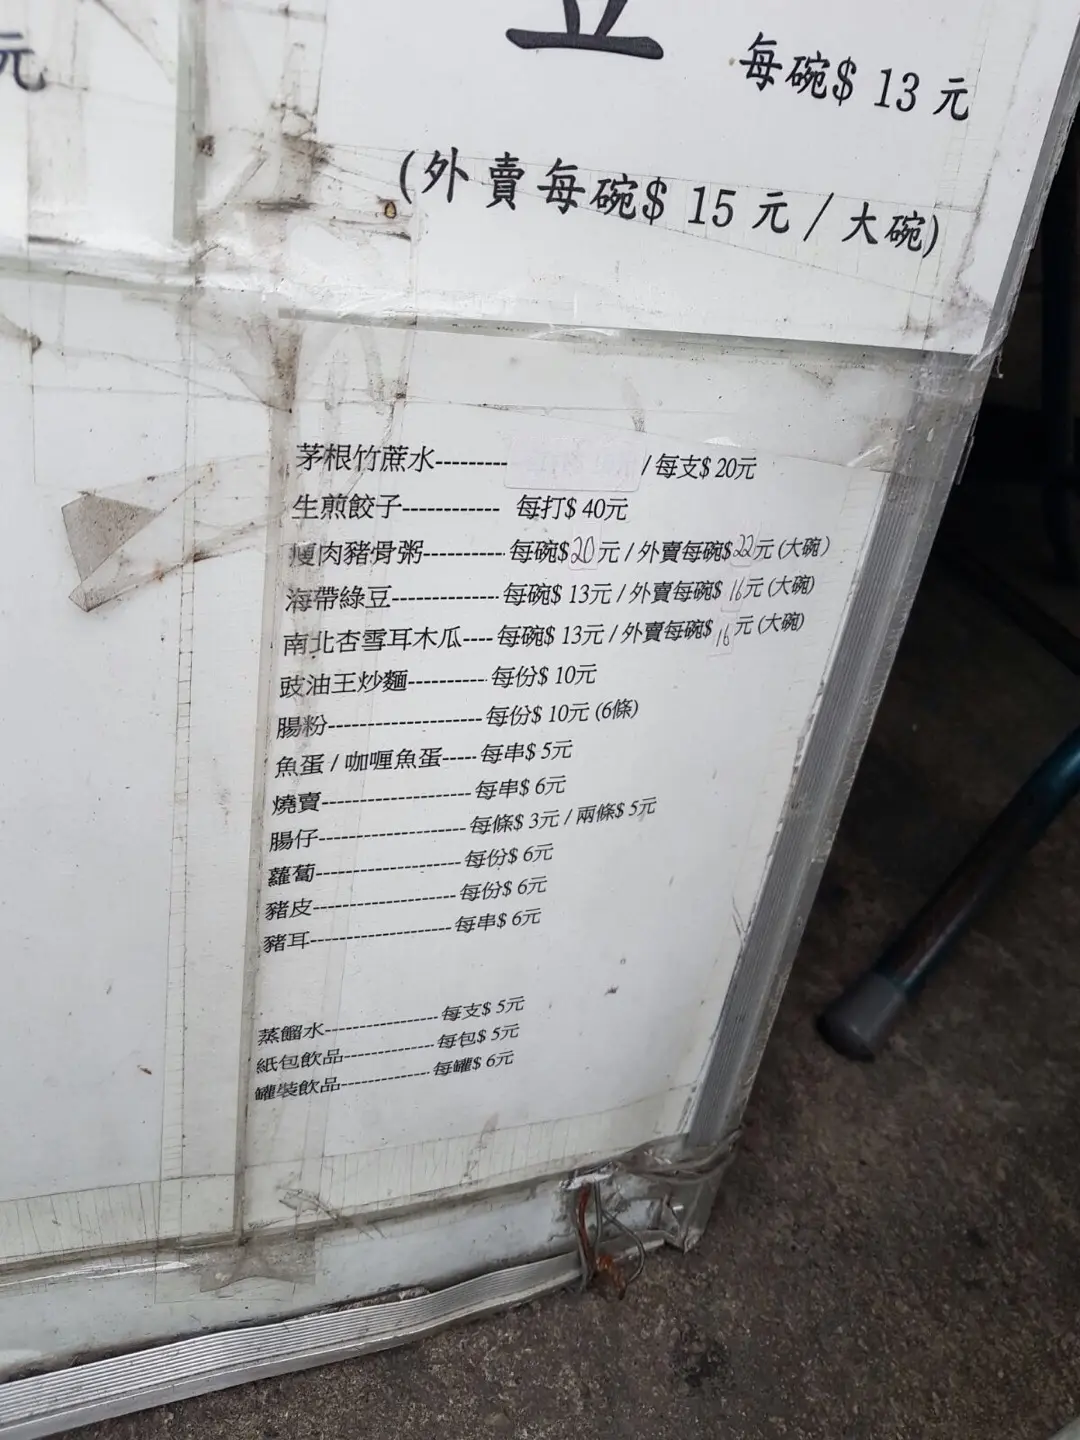 元
豆
每碗$ 13 元
(外賣每碗$ 15 元 / 大碗)
茅根竹蔗水--------- / 每支$ 20元
生煎餃子------------ 每打$ 40元
瘦肉豬骨粥---------- 每碗$20元 / 外賣每碗$22元 (大碗)
海帶綠豆------------- 每碗$ 13元 / 外賣每碗$ 16元 (大碗)
南北杏雪耳木瓜---- 每碗$ 13元 / 外賣每碗$ 16元 (大碗)
豉油王炒麵---------- 每份$ 10元
腸粉-------------------- 每份$ 10元 (6條)
魚蛋 / 咖喱魚蛋----- 每串$ 5元
燒賣-------------------- 每串$ 6元
腸仔-------------------- 每條$ 3元 / 兩條$ 5元
蘿蔔-------------------- 每份$ 6元
豬皮-------------------- 每份$ 6元
豬耳-------------------- 每串$ 6元
蒸餾水----------------- 每支$ 5元
紙包飲品-------------- 每包$ 5元
罐裝飲品-------------- 每罐$ 6元